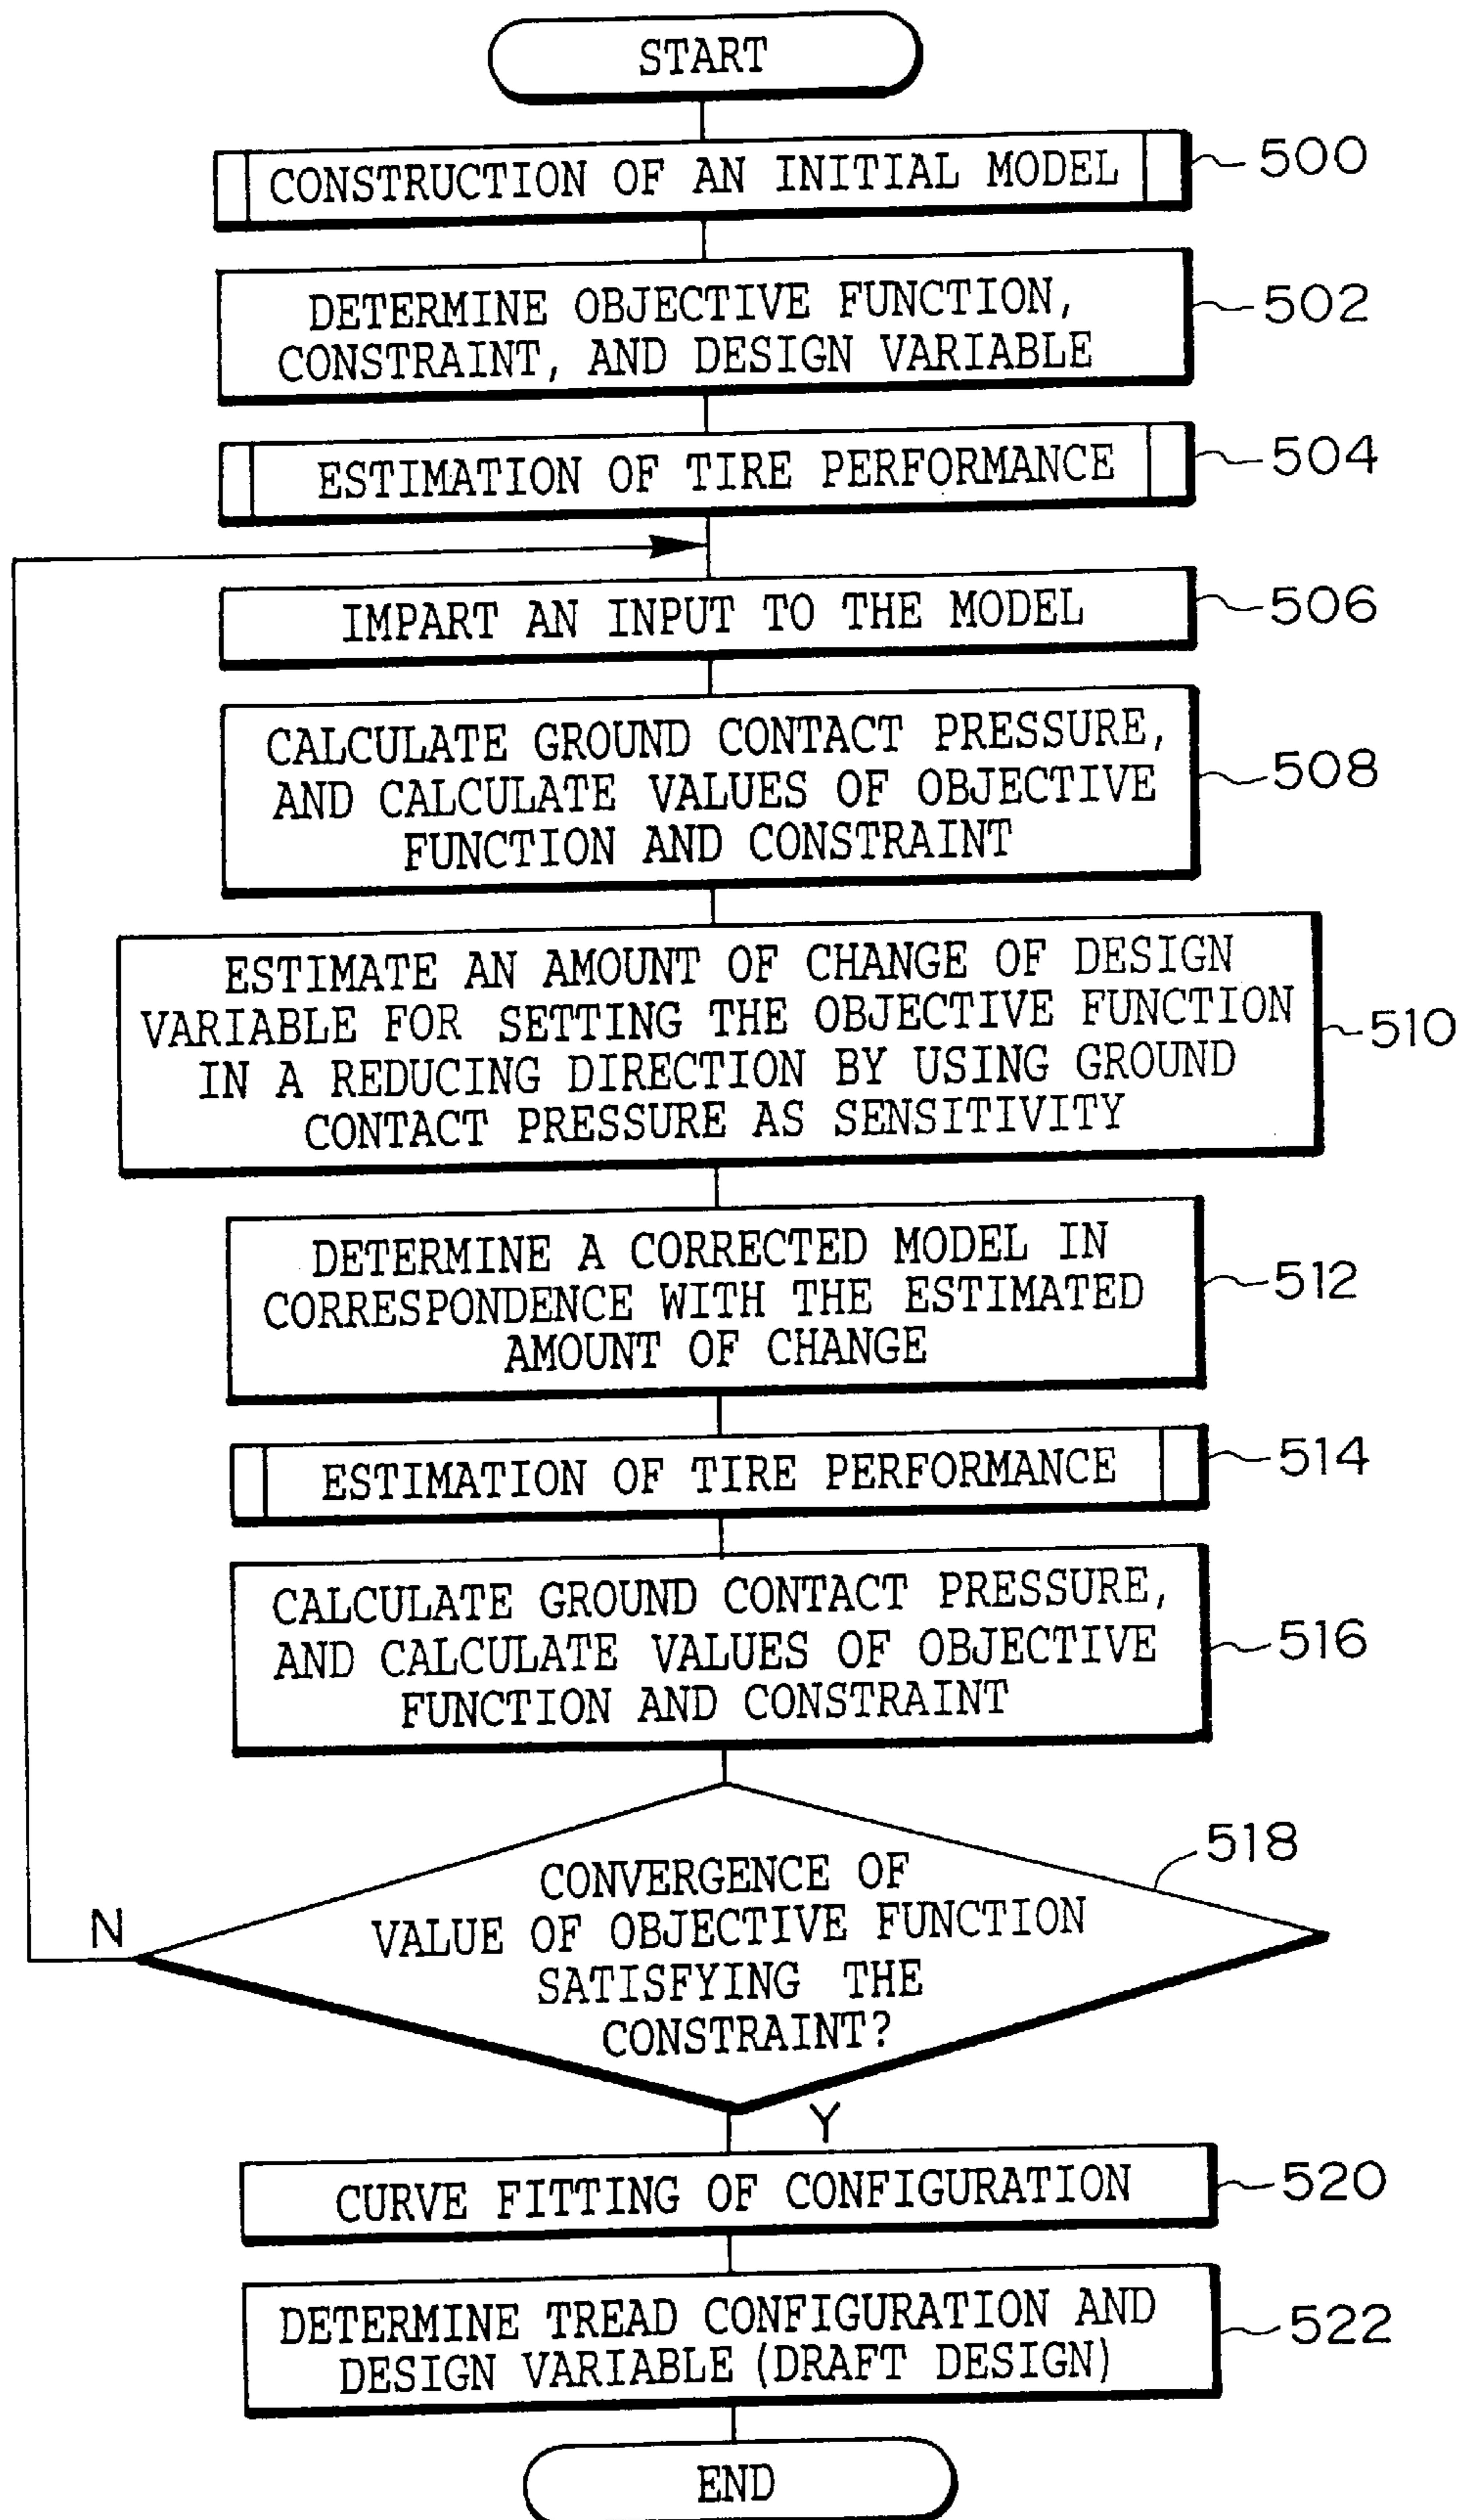 START
CONSTRUCTION OF AN INITIAL MODEL
500
DETERMINE OBJECTIVE FUNCTION,
CONSTRAINT, AND DESIGN VARIABLE
502
ESTIMATION OF TIRE PERFORMANCE
504
IMPART AN INPUT TO THE MODEL
506
CALCULATE GROUND CONTACT PRESSURE,
AND CALCULATE VALUES OF OBJECTIVE
FUNCTION AND CONSTRAINT
508
ESTIMATE AN AMOUNT OF CHANGE OF DESIGN
VARIABLE FOR SETTING THE OBJECTIVE FUNCTION
IN A REDUCING DIRECTION BY USING GROUND
CONTACT PRESSURE AS SENSITIVITY
510
DETERMINE A CORRECTED MODEL IN
CORRESPONDENCE WITH THE ESTIMATED
AMOUNT OF CHANGE
512
ESTIMATION OF TIRE PERFORMANCE
514
CALCULATE GROUND CONTACT PRESSURE,
AND CALCULATE VALUES OF OBJECTIVE
FUNCTION AND CONSTRAINT
516
CONVERGENCE OF
VALUE OF OBJECTIVE FUNCTION
SATISFYING THE
CONSTRAINT?
518
N
Y
CURVE FITTING OF CONFIGURATION
520
DETERMINE TREAD CONFIGURATION AND
DESIGN VARIABLE (DRAFT DESIGN)
522
END